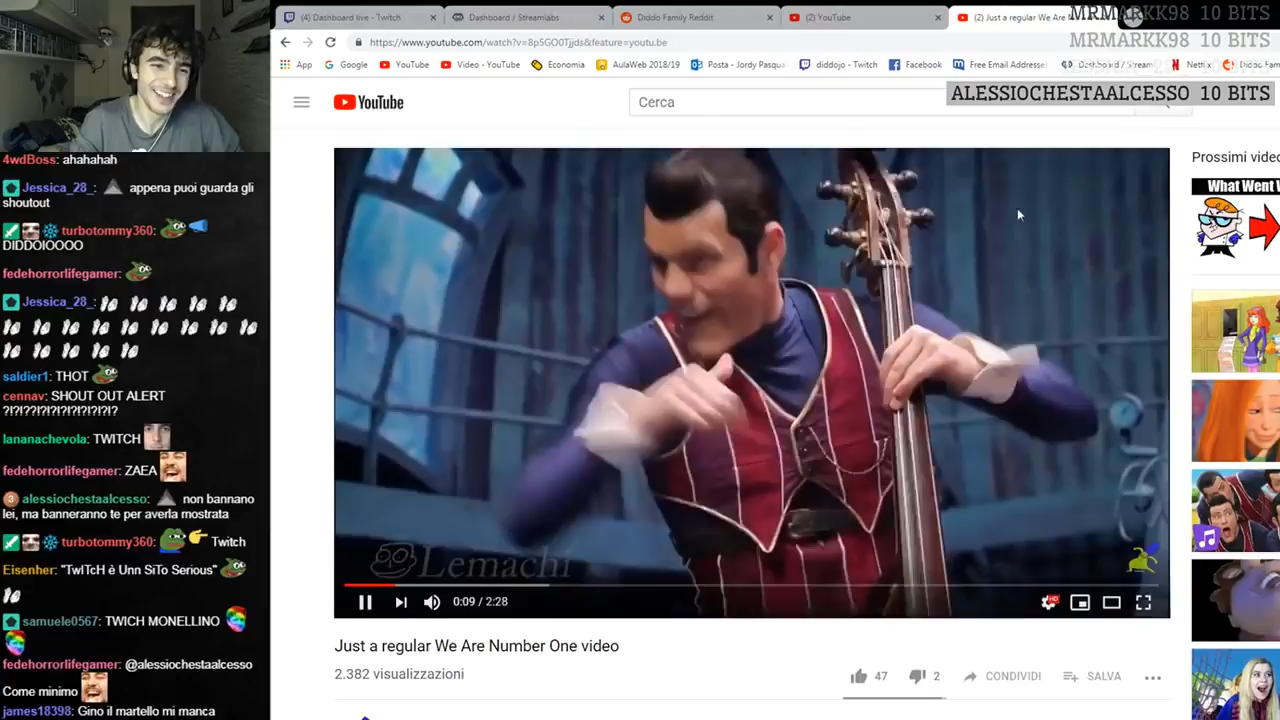 (4) Dashboard live - Twitch
Dashboard / Streamlabs
Diddo Family Reddit
(2) YouTube
(2) Just a regular We Are N
MRMARKK98 10 BITS
MRMARKK98 10 BITS
ALESSIOCHESTAALCESSO 10 BITS
https://www.youtube.com/watch?v=8p5GO0Tjjds&feature=youtu.be
App
Google
YouTube
Video - YouTube
Economia
AulaWeb 2018/19
Posta - Jordy Pasqua
diddojo - Twitch
Facebook
Free Email Addresse
Dashboard / Stream
Netfli
Diddo Fam
YouTube
Cerca
Prossimi video
What Went
4wdBoss: ahahahah
Jessica_28_: appena puoi guarda gli
shoutout
turbotommy360:
DIDDOIOOOO
fedehorrorlifegamer:
Jessica_28_:
saldier1: THOT
cennav: SHOUT OUT ALERT
?!?!??!?!?!?!?!?!?!?
lananachevola: TWITCH
fedehorrorlifegamer: ZAEA
3 alessiochestaalcesso: non bannano
lei, ma banneranno te per averla mostrata
turbotommy360: Twitch
Eisenher: "TwITcH è Unn SiTo Serious"
samuele0567: TWICH MONELLINO
fedehorrorlifegamer: @alessiochestaalcesso
Come minimo
james18398: Gino il martello mi manca
Lemachi
0:09 / 2:28
HD
Just a regular We Are Number One video
2.382 visualizzazioni
47
2
CONDIVIDI
SALVA